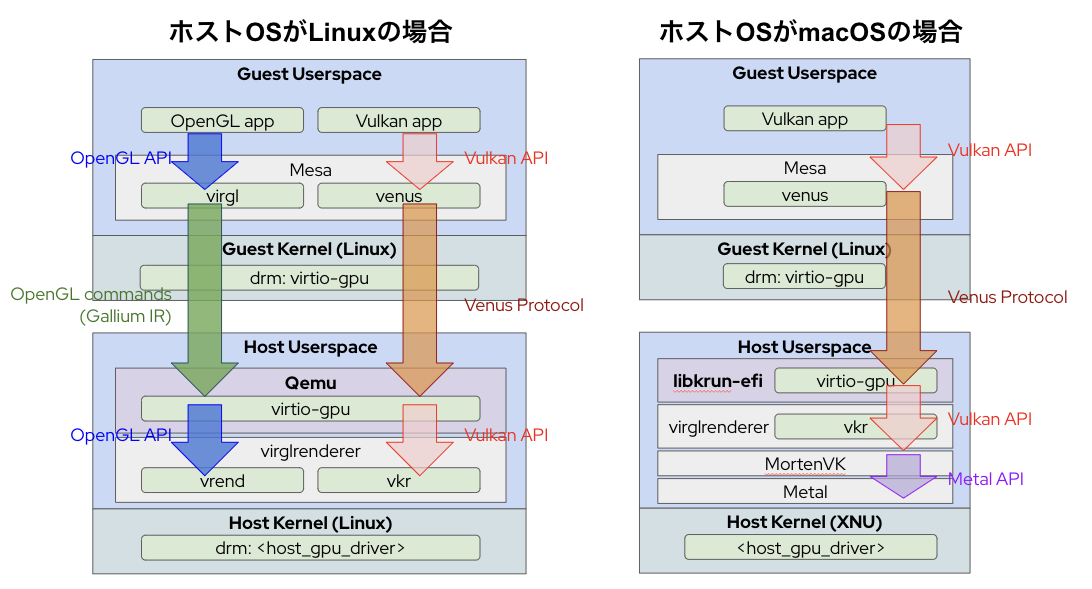 ホストOSがLinuxの場合
Guest Userspace
OpenGL app
Vulkan app
OpenGL API
Vulkan API
Mesa
virgl
venus
Guest Kernel (Linux)
drm: virtio-gpu
OpenGL commands
(Gallium IR)
Venus Protocol
Host Userspace
Qemu
virtio-gpu
OpenGL API
Vulkan API
virglrenderer
vrend
vkr
Host Kernel (Linux)
drm: <host_gpu_driver>
ホストOSがmacOSの場合
Guest Userspace
Vulkan app
Vulkan API
Mesa
venus
Guest Kernel (Linux)
drm: virtio-gpu
Venus Protocol
Host Userspace
libkrun-efi
virtio-gpu
virglrenderer
vkr
Vulkan API
MortenVK
Metal API
Metal
Host Kernel (XNU)
<host_gpu_driver>